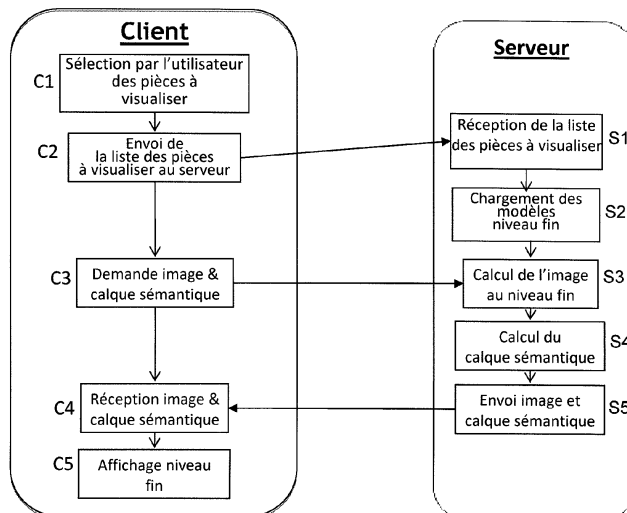 Client
C1
Sélection par l'utilisateur
des pièces à
visualiser
C2
Envoi de
la liste des pièces
à visualiser au serveur
C3
Demande image &
calque sémantique
C4
Réception image &
calque sémantique
C5
Affichage niveau
fin
Serveur
Réception de la liste
des pièces à visualiser
S1
Chargement des
modèles
niveau fin
S2
Calcul de l'image
au niveau fin
S3
Calcul du
calque sémantique
S4
Envoi image et
calque sémantique
S5